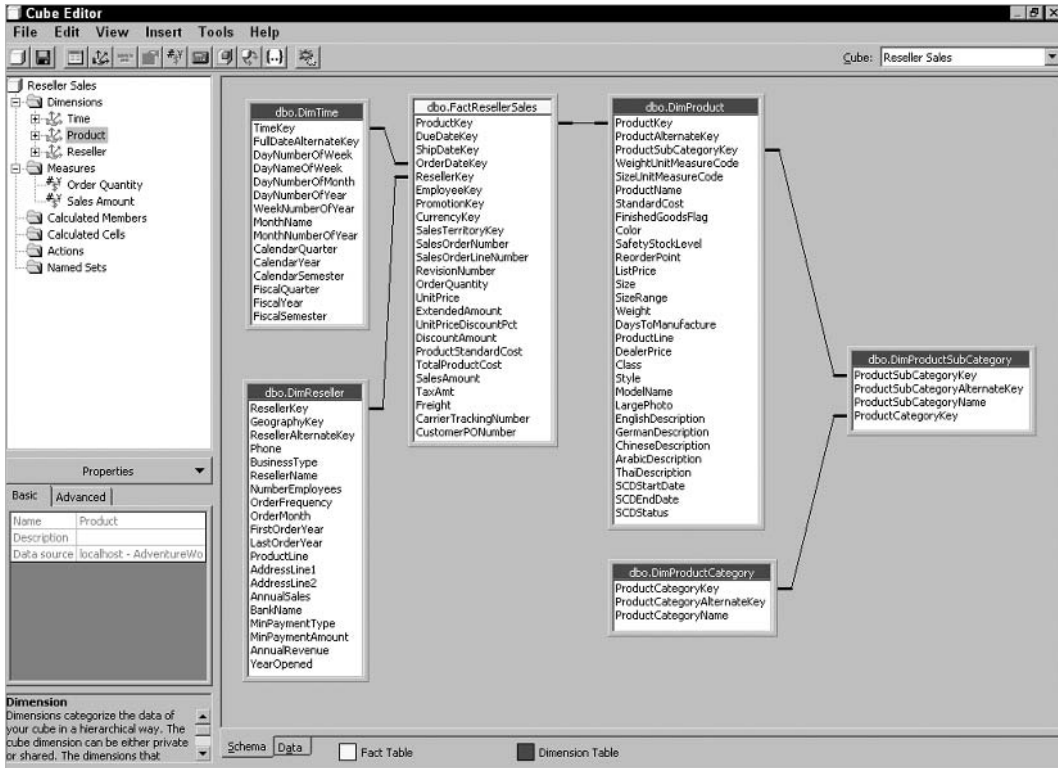 Cube Editor
File Edit View Insert Tools Help
Cube: Reseller Sales
Reseller Sales
Dimensions
Time
Product
Reseller
Measures
Order Quantity
Sales Amount
Calculated Members
Calculated Cells
Actions
Named Sets
Properties
Basic Advanced
Name Product
Description
Data source localhost - AdventureWo
Dimension
Dimensions categorize the data of
your cube in a hierarchical way. The
cube dimension can be either private
or shared. The dimensions that
dbo.DimTime
TimeKey
FullDateAlternateKey
DayNumberOfWeek
DayNameOfWeek
DayNumberOfMonth
DayNumberOfYear
WeekNumberOfYear
MonthName
MonthNumberOfYear
CalendarQuarter
CalendarYear
CalendarSemester
FiscalQuarter
FiscalYear
FiscalSemester
dbo.DimReseller
ResellerKey
GeographyKey
ResellerAlternateKey
Phone
BusinessType
ResellerName
NumberEmployees
OrderFrequency
OrderMonth
FirstOrderYear
LastOrderYear
ProductLine
AddressLine1
AddressLine2
AnnualSales
BankName
MinPaymentType
MinPaymentAmount
AnnualRevenue
YearOpened
dbo.FactResellerSales
ProductKey
DueDateKey
ShipDateKey
OrderDateKey
ResellerKey
EmployeeKey
PromotionKey
CurrencyKey
SalesTerritoryKey
SalesOrderNumber
SalesOrderLineNumber
RevisionNumber
OrderQuantity
UnitPrice
ExtendedAmount
UnitPriceDiscountPct
DiscountAmount
ProductStandardCost
TotalProductCost
SalesAmount
TaxAmt
Freight
CarrierTrackingNumber
CustomerPONumber
dbo.DimProduct
ProductKey
ProductAlternateKey
ProductSubCategoryKey
WeightUnitMeasureCode
SizeUnitMeasureCode
ProductName
StandardCost
FinishedGoodsFlag
Color
SafetyStockLevel
ReorderPoint
ListPrice
Size
SizeRange
Weight
DaysToManufacture
ProductLine
DealerPrice
Class
Style
ModelName
LargePhoto
EnglishDescription
GermanDescription
ChineseDescription
ArabicDescription
ThaiDescription
SCDStartDate
SCDEndDate
SCDStatus
dbo.DimProductSubCategory
ProductSubCategoryKey
ProductSubCategoryAlternateKey
ProductSubCategoryName
ProductCategoryKey
dbo.DimProductCategory
ProductCategoryKey
ProductCategoryAlternateKey
ProductCategoryName
Schema Data Fact Table Dimension Table